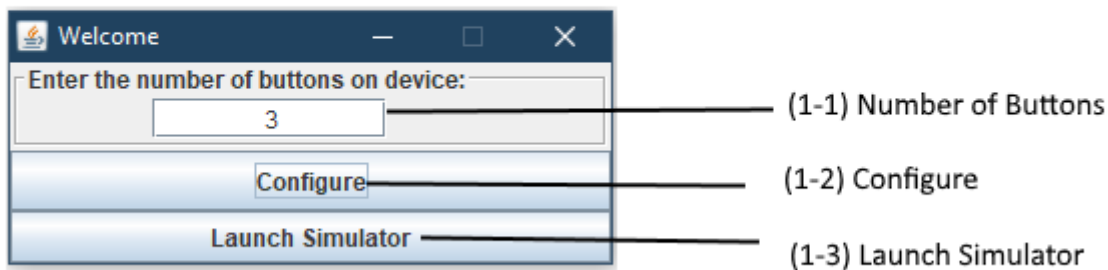 Welcome
Enter the number of buttons on device:
3
(1-1) Number of Buttons
Configure
(1-2) Configure
Launch Simulator
(1-3) Launch Simulator